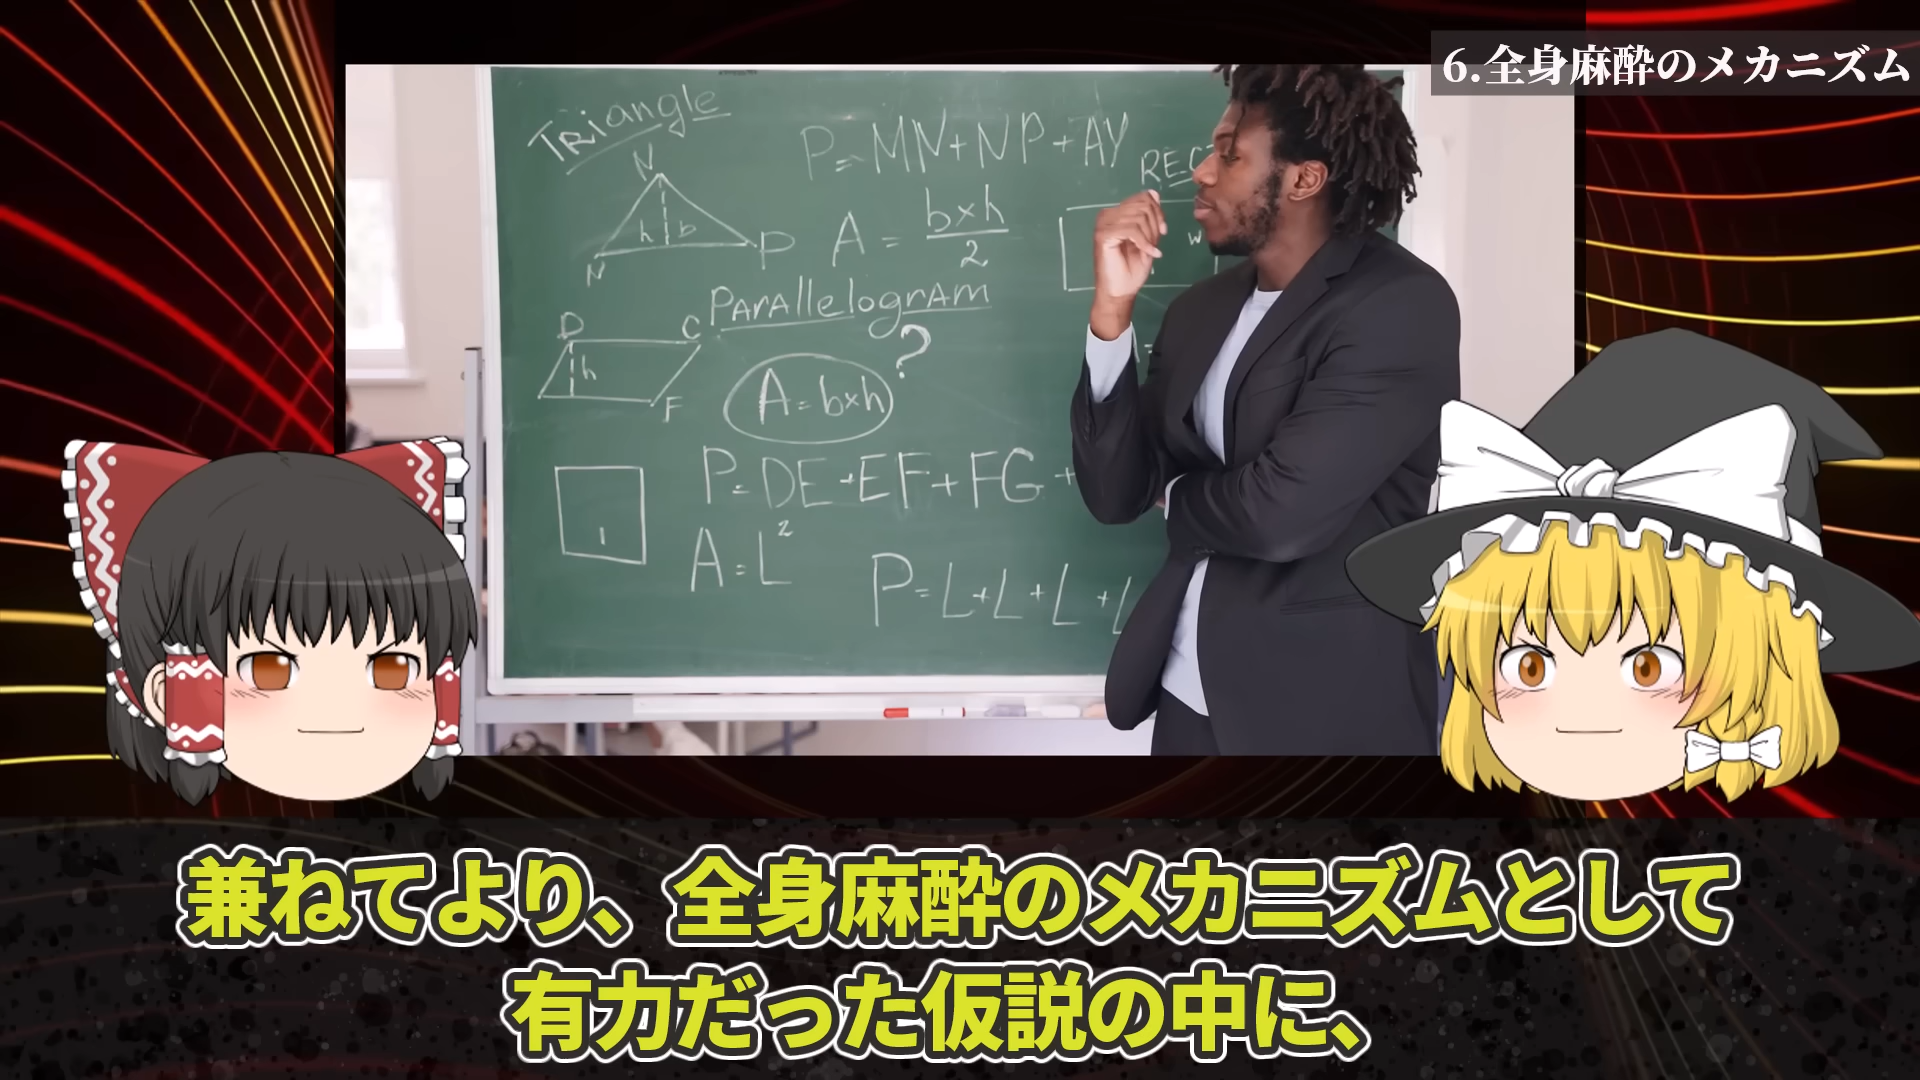 6.全身麻酔のメカニズム
Triangle
P=MN+NP+AY
N
REC
h b
P
N
A = b×h
2
w
Parallelogram
D
C
h
?
A=b×h
F
P=DE+EF+FG+
A=L²
P=L+L+L+L
兼ねてより、全身麻酔のメカニズムとして
有力だった仮説の中に、